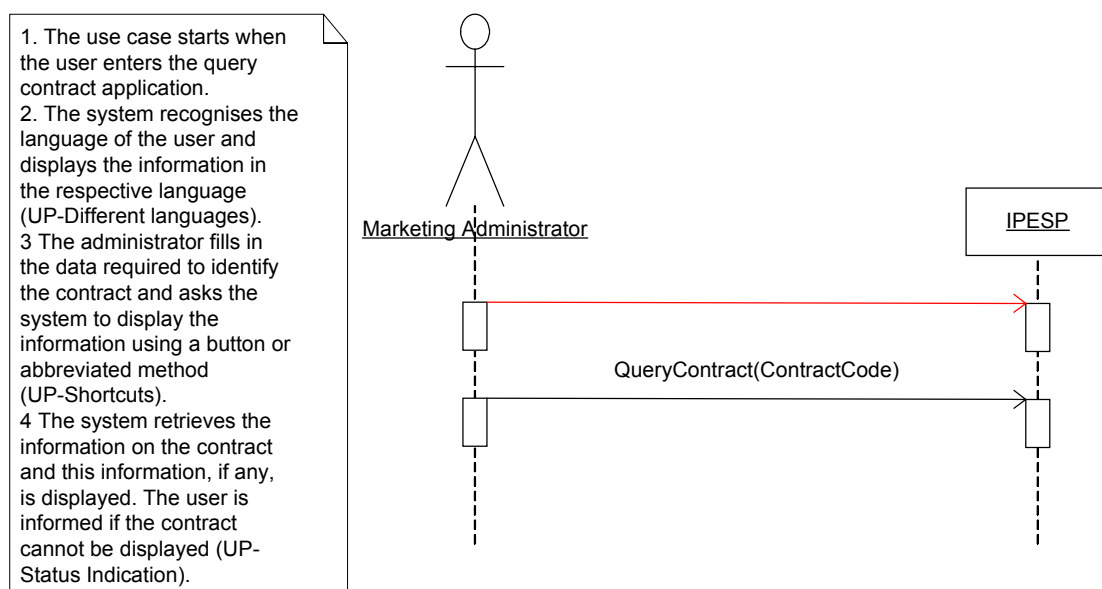 1. The use case starts when
the user enters the query
contract application.
2. The system recognises the
language of the user and
displays the information in
the respective language
(UP-Different languages).
3 The administrator fills in
the data required to identify
the contract and asks the
system to display the
information using a button or
abbreviated method
(UP-Shortcuts).
4 The system retrieves the
information on the contract
and this information, if any,
is displayed. The user is
informed if the contract
cannot be displayed (UP-
Status Indication).
Marketing Administrator
IPESP
QueryContract(ContractCode)